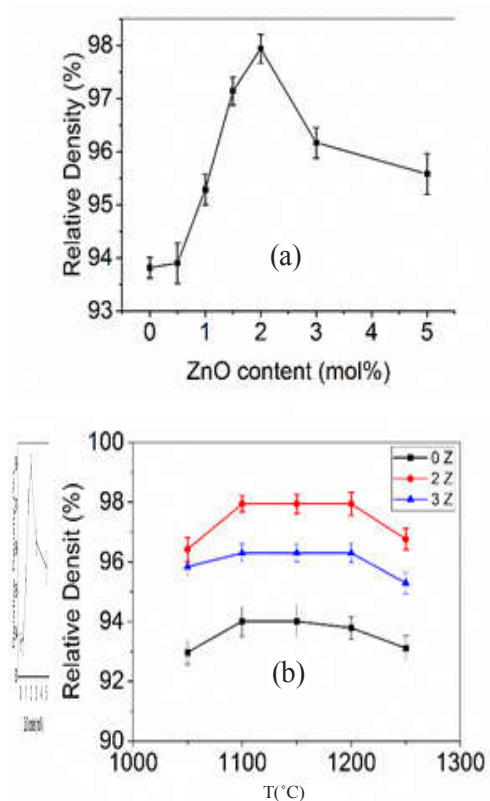 98
97
96
95
94
93
Relative Density (%)
(a)
0 1 2 3 4 5
ZnO content (mol%)
100
98
96
94
92
90
Relative Densit (%)
0 Z
2 Z
3 Z
(b)
1000 1100 1200 1300
T(˚C)